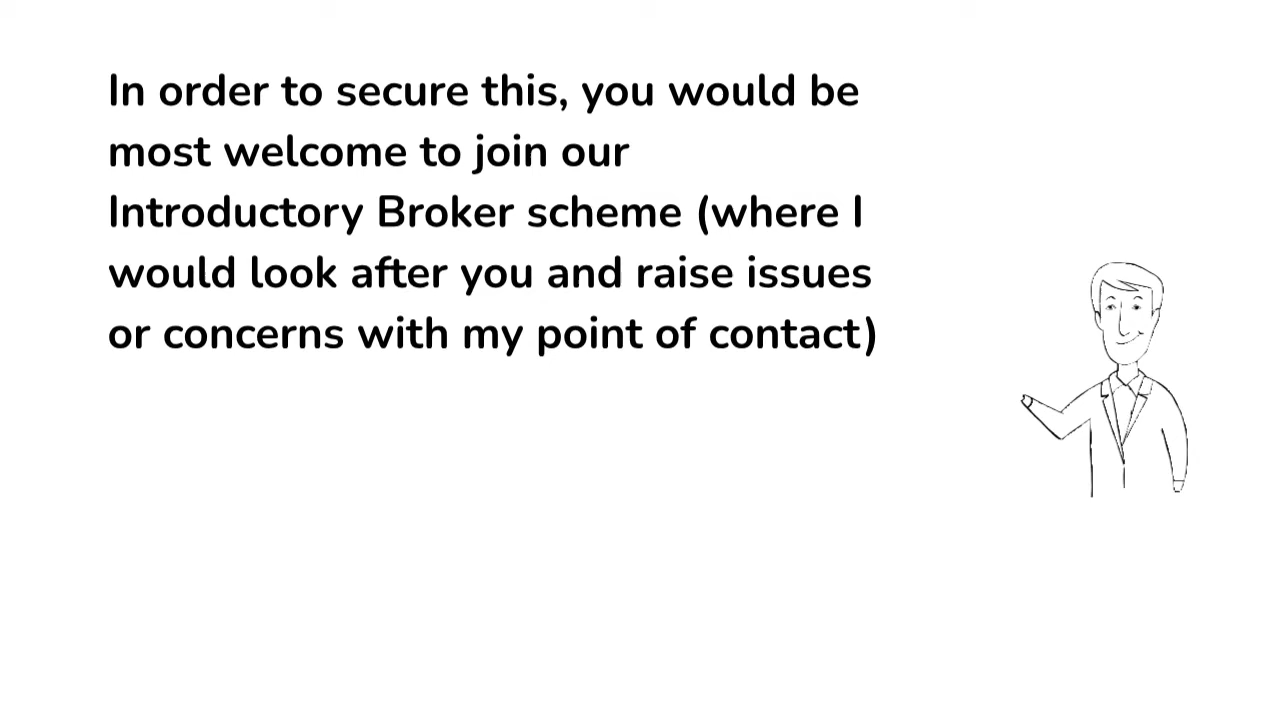 In order to secure this, you would be
most welcome to join our
Introductory Broker scheme (where I
would look after you and raise issues
or concerns with my point of contact)